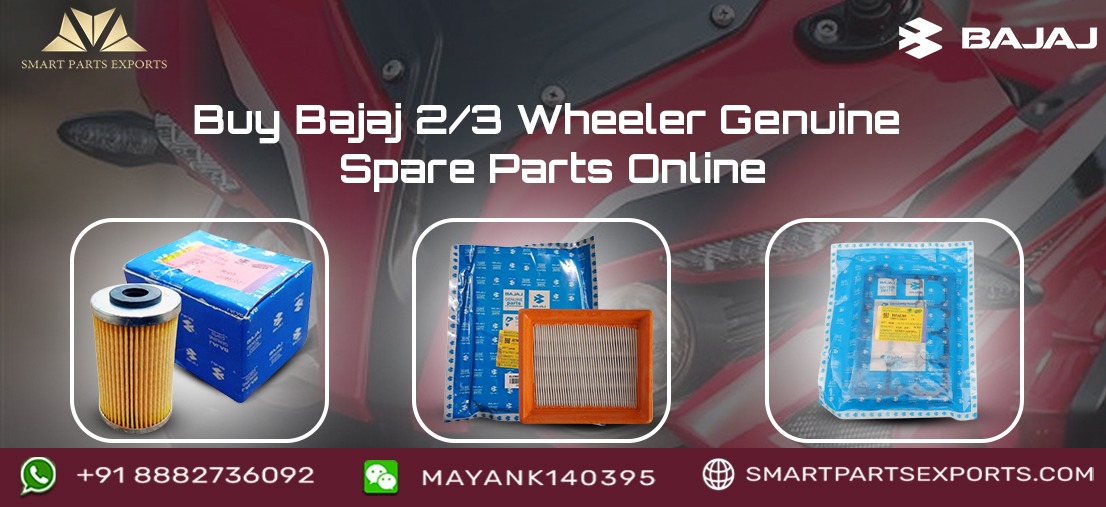 SMART PARTS EXPORTS
BAJAJ
Buy Bajaj 2/3 Wheeler Genuine
Spare Parts Online
BAJAJ
BAJAJ
GENUINE
parts
BAJAJ
+91 8882736092
MAYANK140395
SMARTPARTSEXPORTS.COM